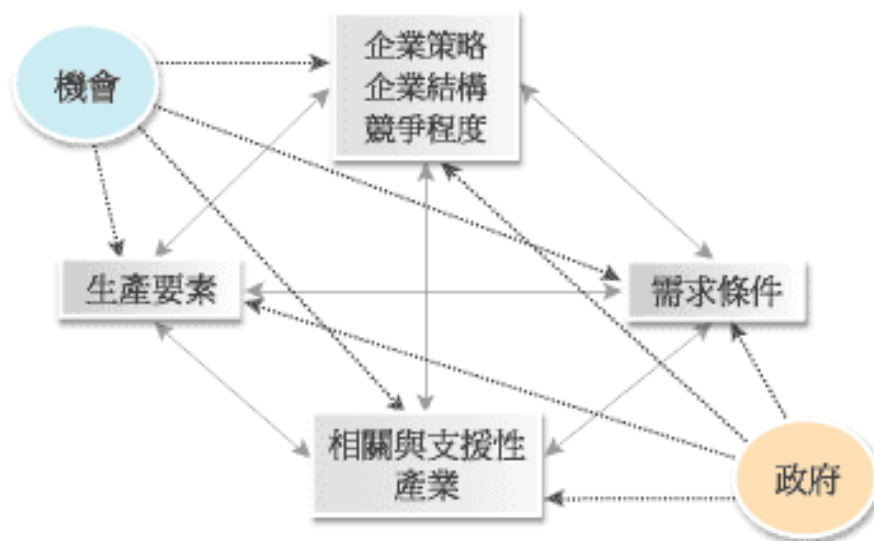 機會
企業策略
企業結構
競爭程度
生產要素
需求條件
相關與支援性
產業
政府